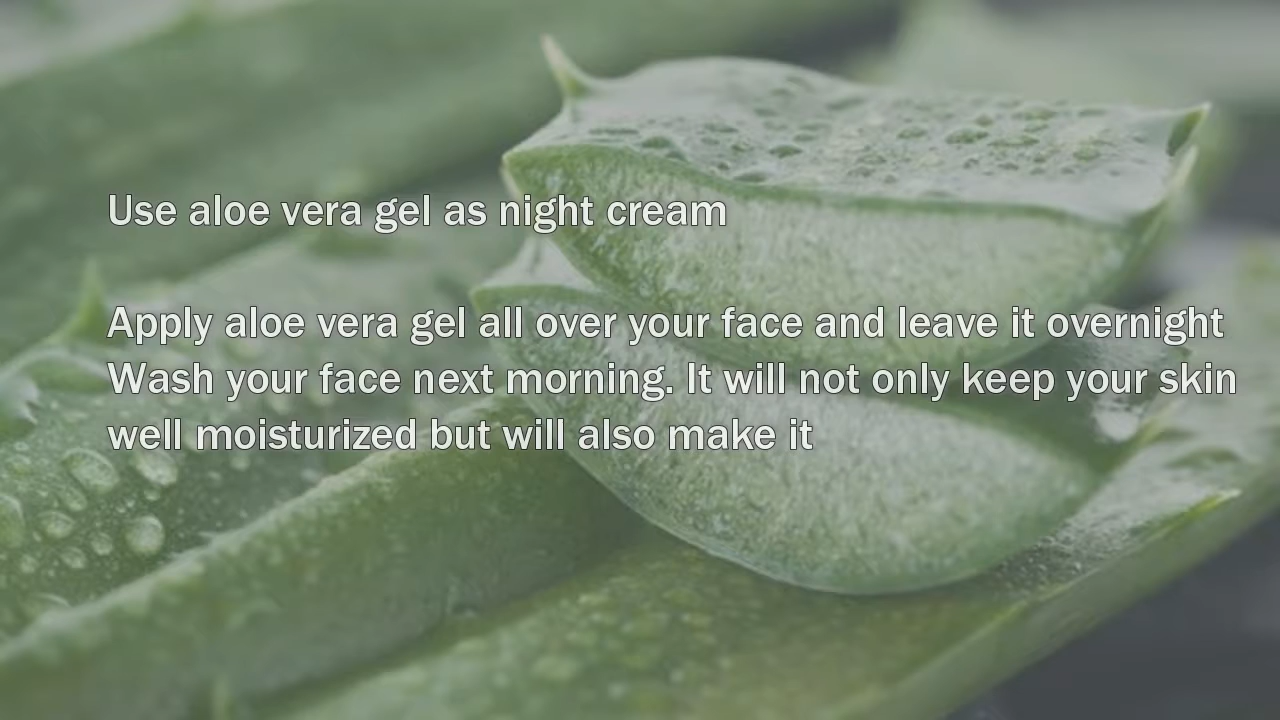 Use aloe vera gel as night cream
Apply aloe vera gel all over your face and leave it overnight
Wash your face next morning. It will not only keep your skin
well moisturized but will also make it